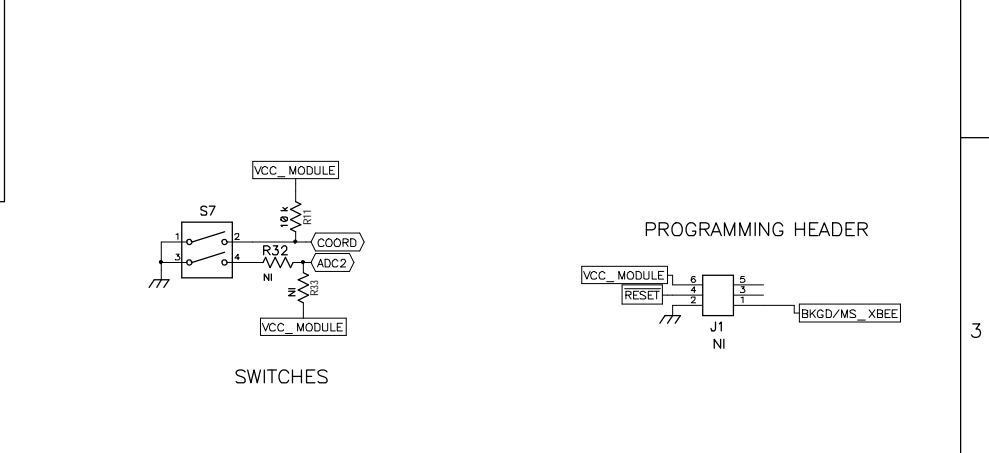 VCC_MODULE
S7
10k
R11
1
2
COORD
R32
3
4
ADC2
NI
NI
R33
VCC_MODULE
SWITCHES
PROGRAMMING HEADER
VCC_MODULE
6
5
RESET
4
3
2
1
BKGD/MS_XBEE
J1
NI
3